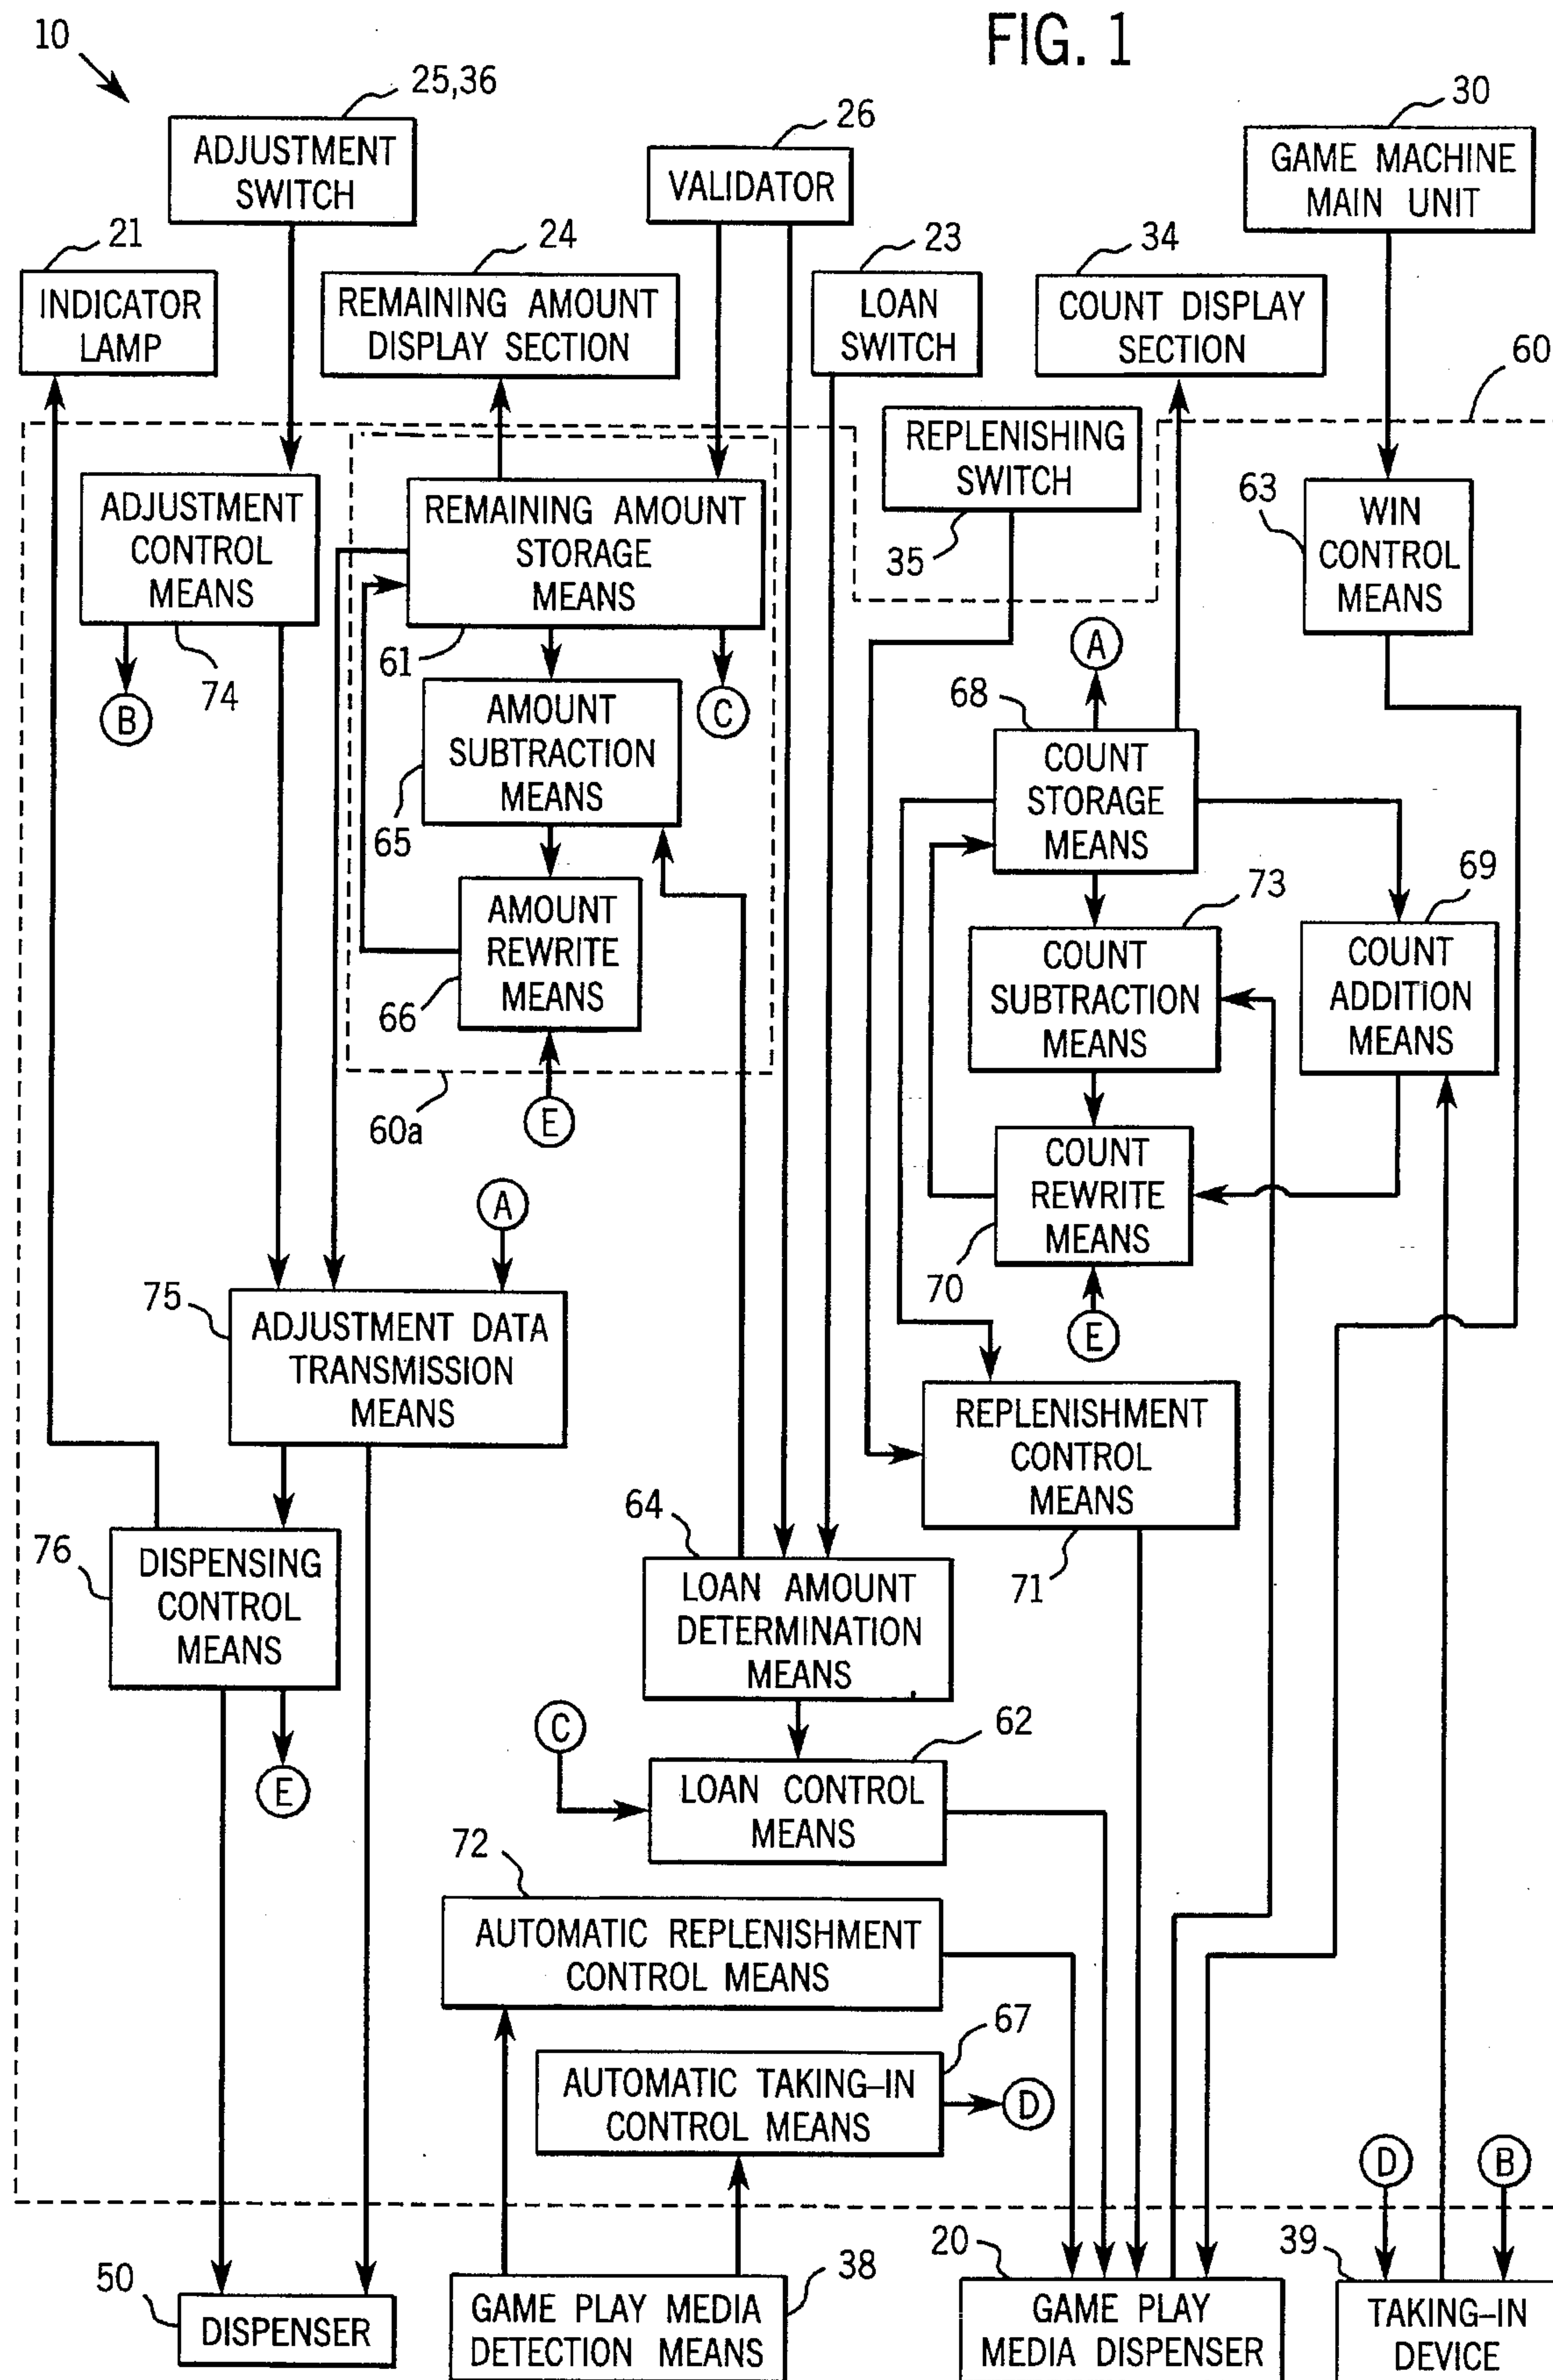 FIG. 1
10
25,36
ADJUSTMENT
SWITCH
26
VALIDATOR
30
GAME MACHINE
MAIN UNIT
21
INDICATOR
LAMP
24
REMAINING AMOUNT
DISPLAY SECTION
23
LOAN
SWITCH
34
COUNT DISPLAY
SECTION
60
REPLENISHING
SWITCH
35
ADJUSTMENT
CONTROL
MEANS
74
B
REMAINING AMOUNT
STORAGE
MEANS
61
C
63
WIN
CONTROL
MEANS
A
AMOUNT
SUBTRACTION
MEANS
65
68
COUNT
STORAGE
MEANS
AMOUNT
REWRITE
MEANS
66
73
COUNT
SUBTRACTION
MEANS
69
COUNT
ADDITION
MEANS
60a
E
COUNT
REWRITE
MEANS
70
E
A
75
ADJUSTMENT DATA
TRANSMISSION
MEANS
REPLENISHMENT
CONTROL
MEANS
71
76
DISPENSING
CONTROL
MEANS
E
64
LOAN AMOUNT
DETERMINATION
MEANS
C
62
LOAN CONTROL
MEANS
72
AUTOMATIC REPLENISHMENT
CONTROL MEANS
67
AUTOMATIC TAKING–IN
CONTROL MEANS
D
D
B
50
DISPENSER
38
GAME PLAY MEDIA
DETECTION MEANS
20
GAME PLAY
MEDIA DISPENSER
39
TAKING–IN
DEVICE